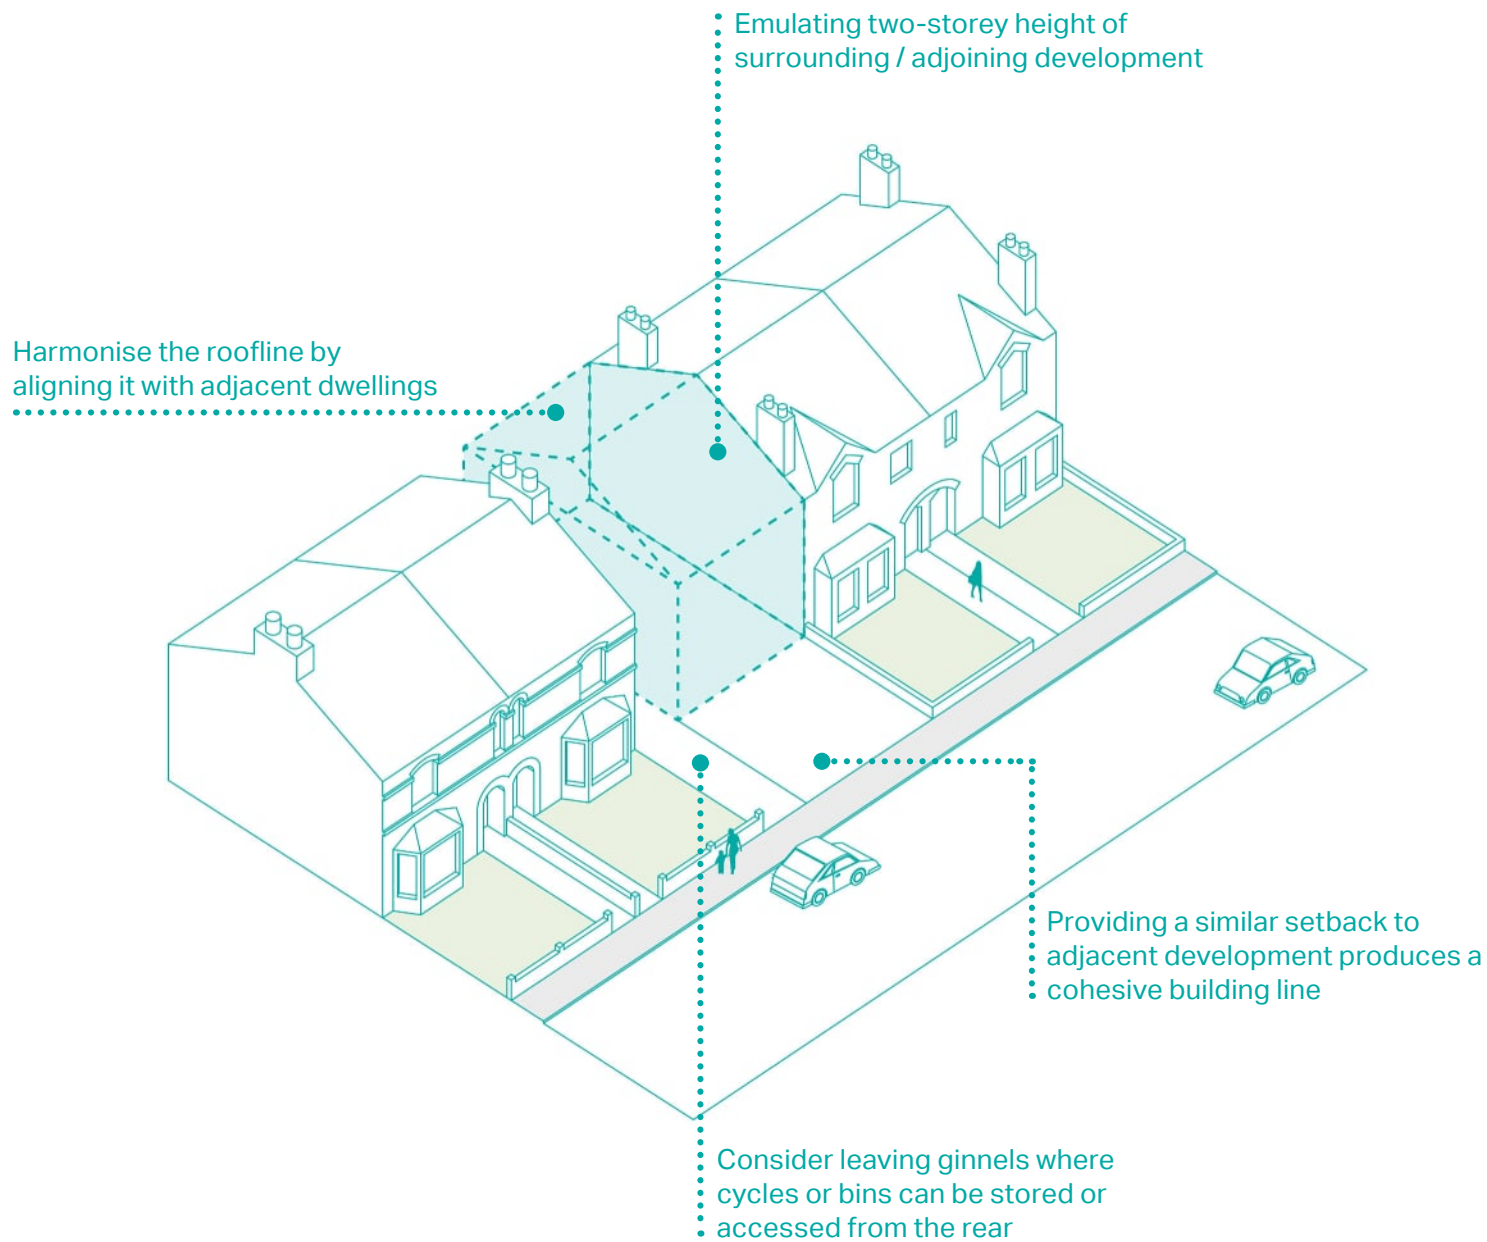 Emulating two-storey height of
surrounding / adjoining development
Harmonise the roofline by
aligning it with adjacent dwellings
Providing a similar setback to
adjacent development produces a
cohesive building line
Consider leaving ginnels where
cycles or bins can be stored or
accessed from the rear